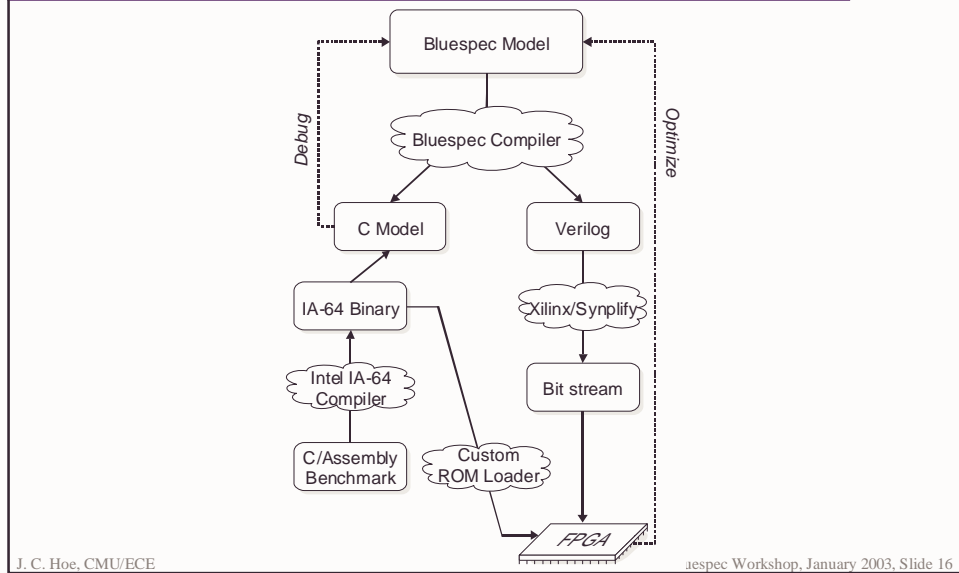 Bluespec Model
Debug
Optimize
Bluespec Compiler
C Model
Verilog
IA-64 Binary
Xilinx/Synplify
Intel IA-64
Compiler
Bit stream
C/Assembly
Benchmark
Custom
ROM Loader
FPGA
J. C. Hoe, CMU/ECE
uespec Workshop, January 2003, Slide 16